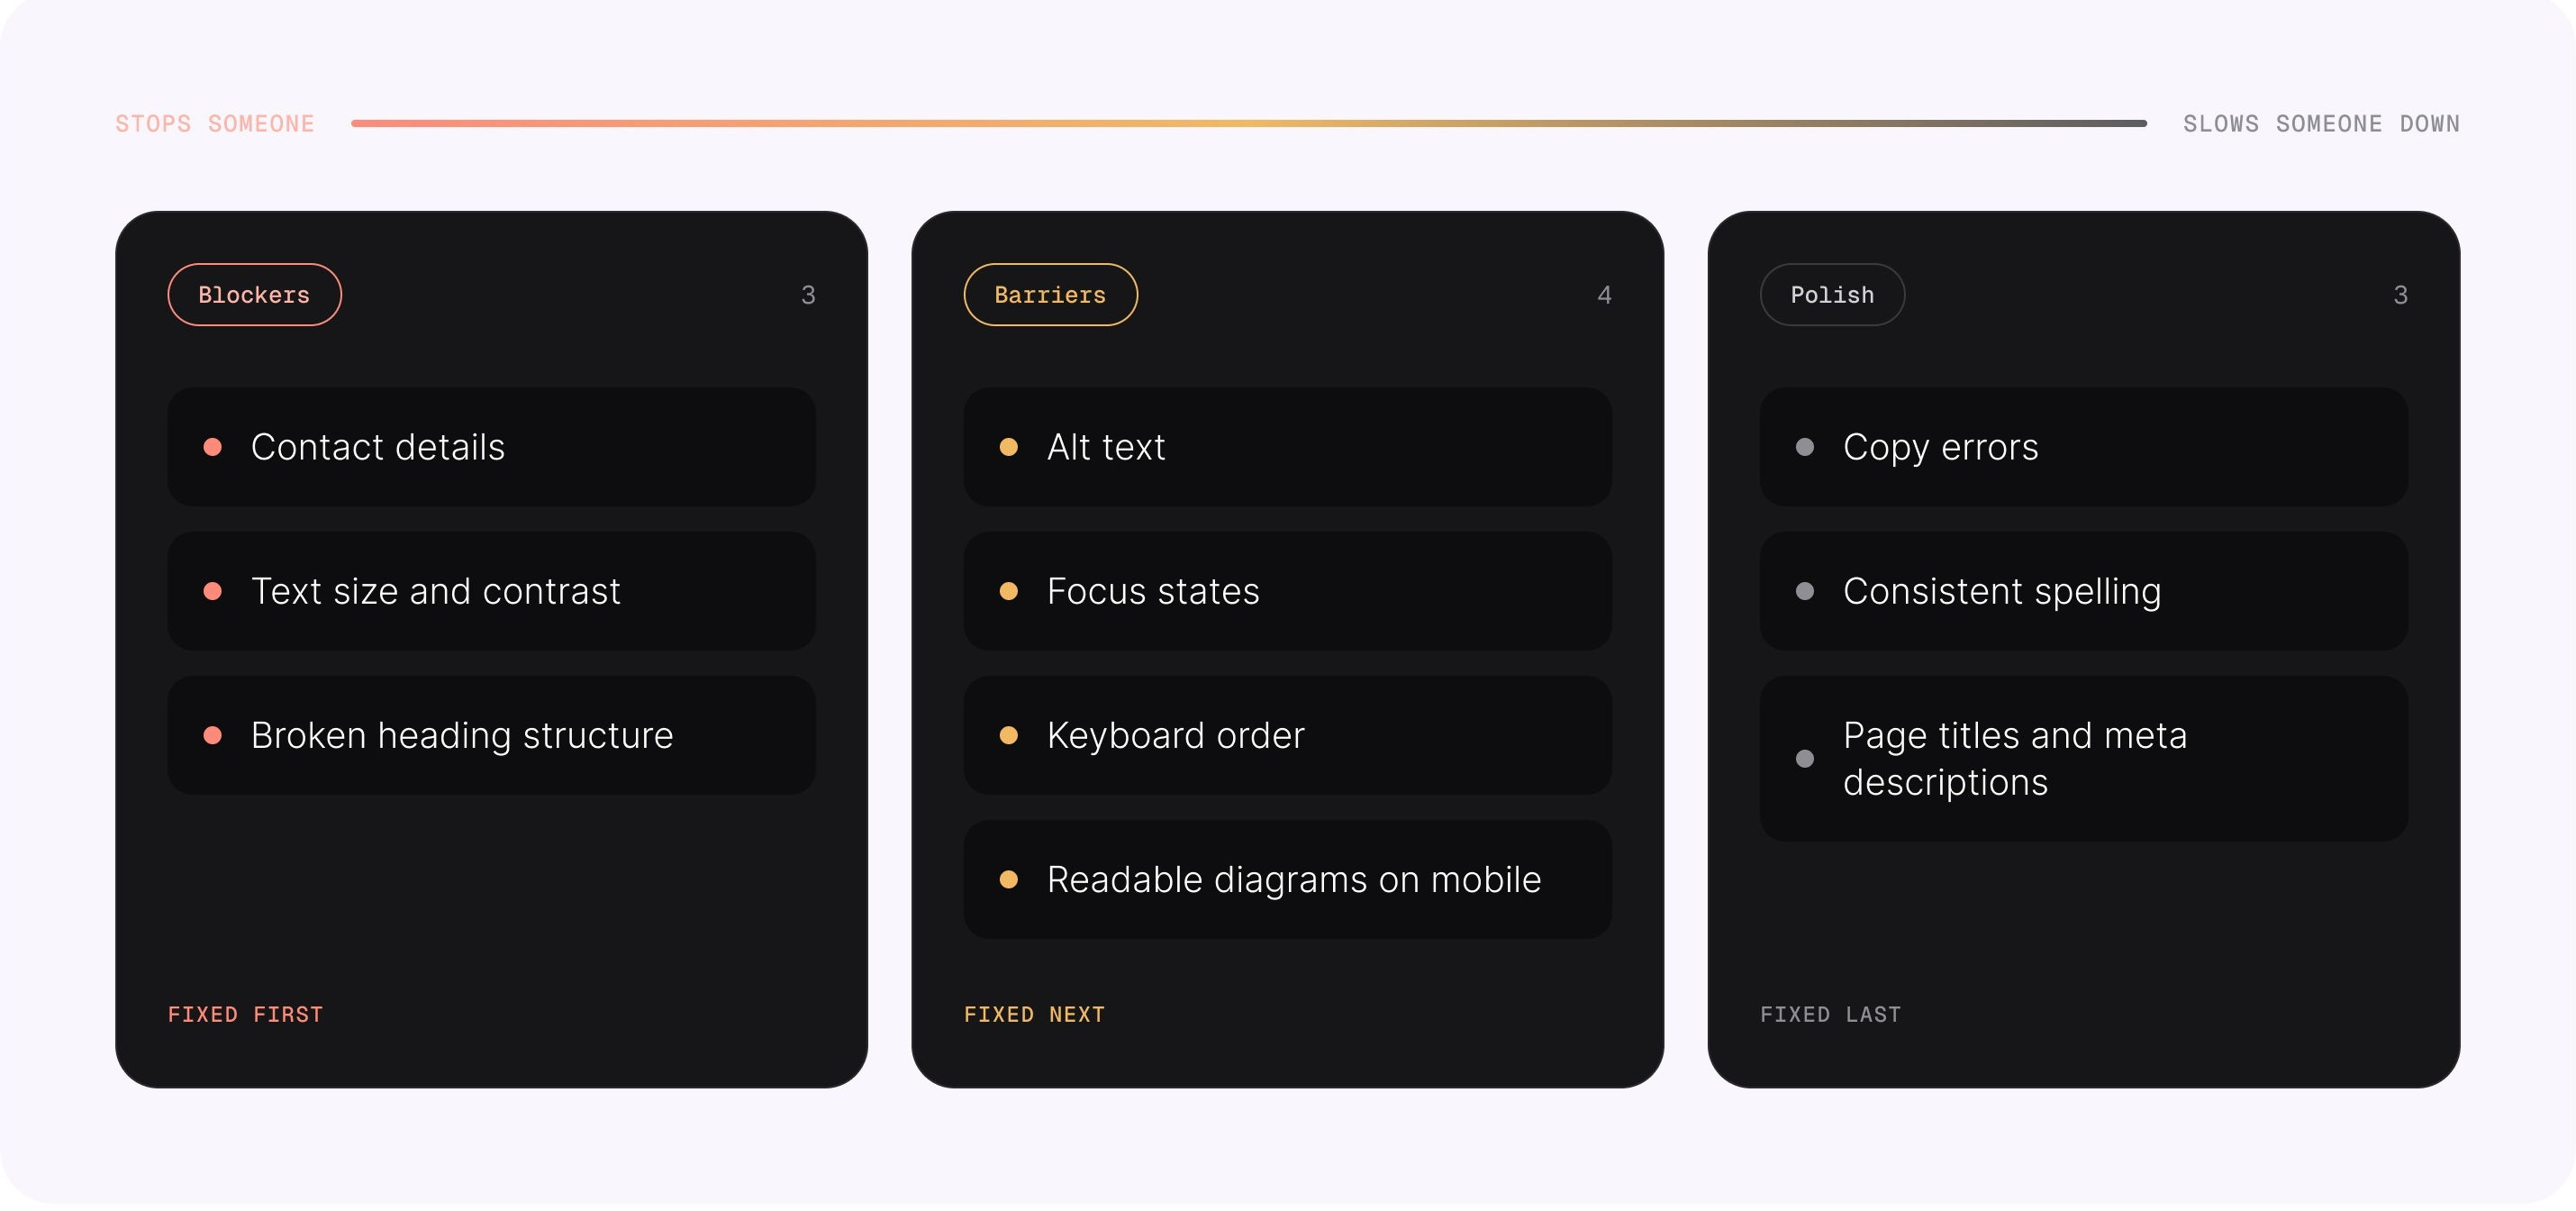 STOPS SOMEONE
SLOWS SOMEONE DOWN
Blockers
3
Contact details
Text size and contrast
Broken heading structure
FIXED FIRST
Barriers
4
Alt text
Focus states
Keyboard order
Readable diagrams on mobile
FIXED NEXT
Polish
3
Copy errors
Consistent spelling
Page titles and meta
descriptions
FIXED LAST